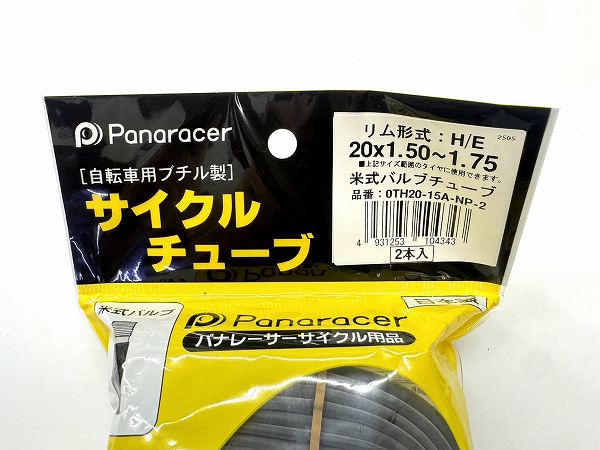 Panaracer
[自転車用ブチル製]
サイクル
チューブ
リム形式：H/E
2505
20x1.50~1.75
■上記サイズ範囲のタイヤに使用できます。
米式バルブチューブ
品番：0TH20-15A-NP-2
4 931253 104343
2本入
米式バルブ
Panaracer
パナレーサーサイクル用品
日本製